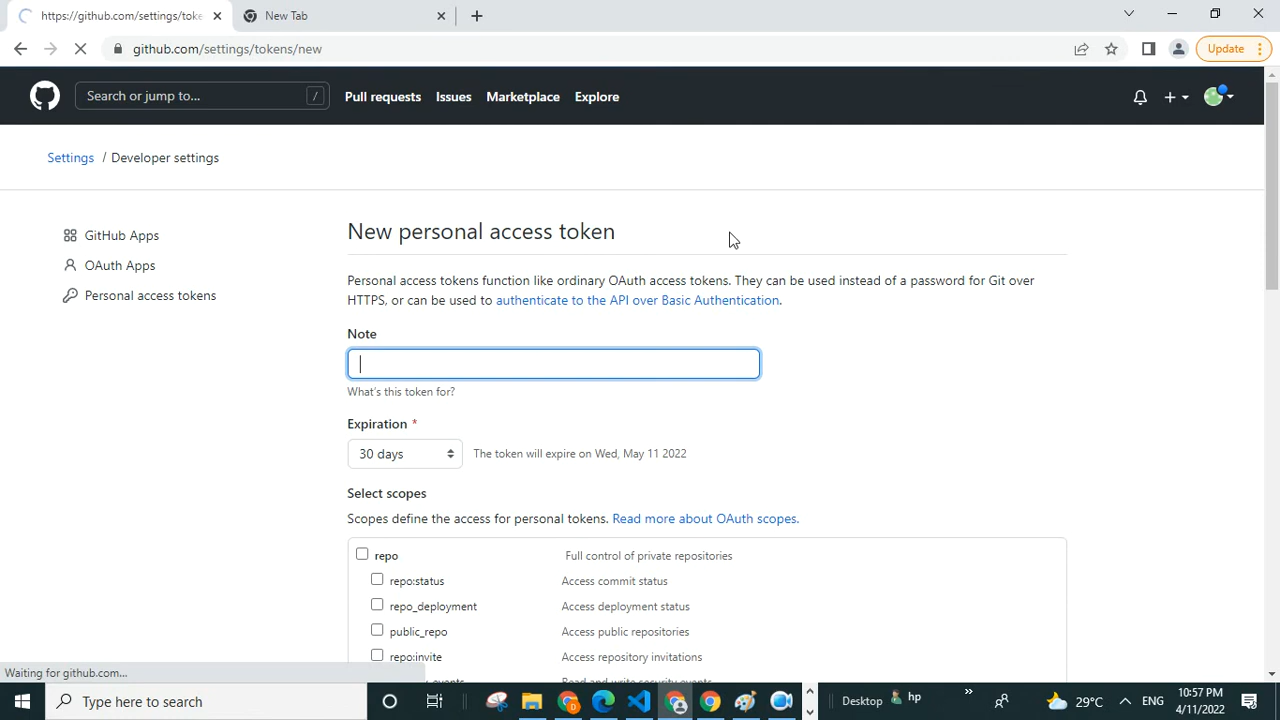 https://github.com/settings/toke
New Tab
github.com/settings/tokens/new
Update
Search or jump to...
/
Pull requests
Issues
Marketplace
Explore
Settings / Developer settings
GitHub Apps
OAuth Apps
Personal access tokens
New personal access token
Personal access tokens function like ordinary OAuth access tokens. They can be used instead of a password for Git over
HTTPS, or can be used to authenticate to the API over Basic Authentication.
Note
What's this token for?
Expiration *
30 days
The token will expire on Wed, May 11 2022
Select scopes
Scopes define the access for personal tokens. Read more about OAuth scopes.
repo Full control of private repositories
repo:status Access commit status
repo_deployment Access deployment status
public_repo Access public repositories
repo:invite Access repository invitations
events Read and write security events
Waiting for github.com...
Type here to search
Desktop
hp
29°C
ENG
10:57 PM
4/11/2022